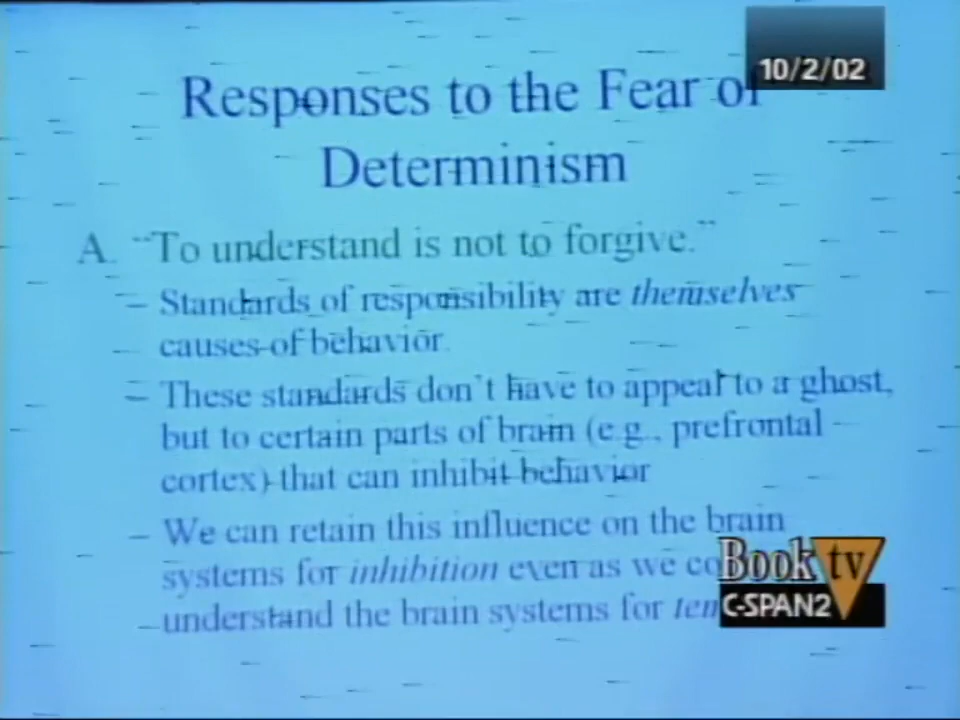 10/2/02
Responses to the Fear of
Determinism
A. "To understand is not to forgive."
– Standards of responsibility are themselves
causes of behavior.
– These standards don't have to appeal to a ghost,
but to certain parts of brain (e.g., prefrontal
cortex) that can inhibit behavior
– We can retain this influence on the brain
systems for inhibition even as we
understand the brain systems for
Book tv
C-SPAN2